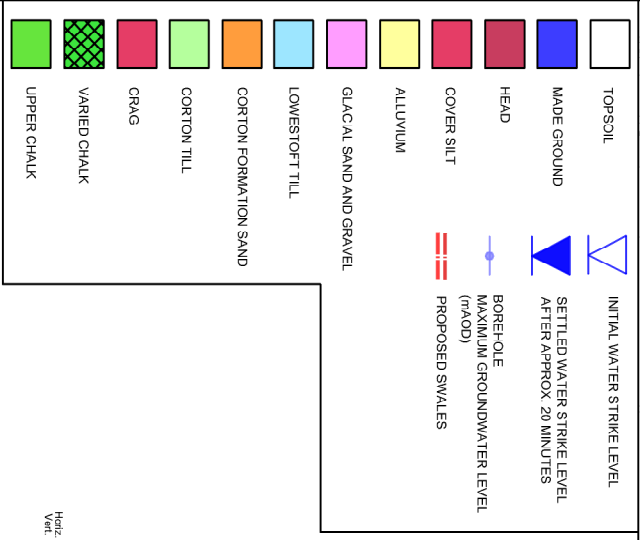 TOPSOIL
MADE GROUND
HEAD
COVER SILT
ALLUVIUM
GLACIAL SAND AND GRAVEL
LOWESTOFT TILL
CORTON FORMATION SAND
CORTON TILL
CRAG
VARIED CHALK
UPPER CHALK
INITIAL WATER STRIKE LEVEL
SETTLED WATER STRIKE LEVEL
AFTER APPROX. 20 MINUTES
BOREHOLE
MAXIMUM GROUNDWATER LEVEL
(mAOD)
PROPOSED SWALES
Horiz.
Vert.